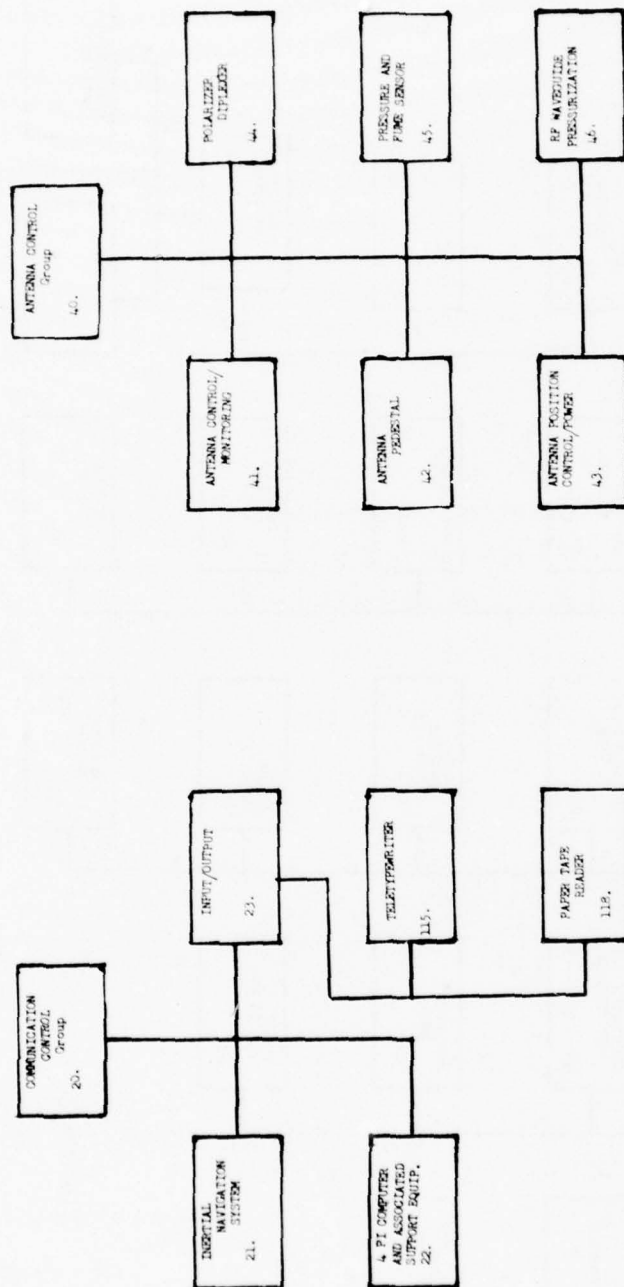 COMMUNICATION
CONTROL
Group
20.
INERTIAL
NAVIGATION
SYSTEM
21.
INPUT/OUTPUT
23.
4 PI COMPUTER
AND ASSOCIATED
SUPPORT EQUIP.
22.
TELETYPEWRITER
115.
PAPER TAPE
READER
118.
ANTENNA CONTROL
Group
40.
ANTENNA CONTROL/
MONITORING
41.
POLARIZER
DIPLEXER
44.
ANTENNA
PEDESTAL
42.
PRESSURE AND
FUME SENSOR
45.
ANTENNA POSITION
CONTROL/POWER
43.
RF WAVEGUIDE
PRESSURIZATION
46.